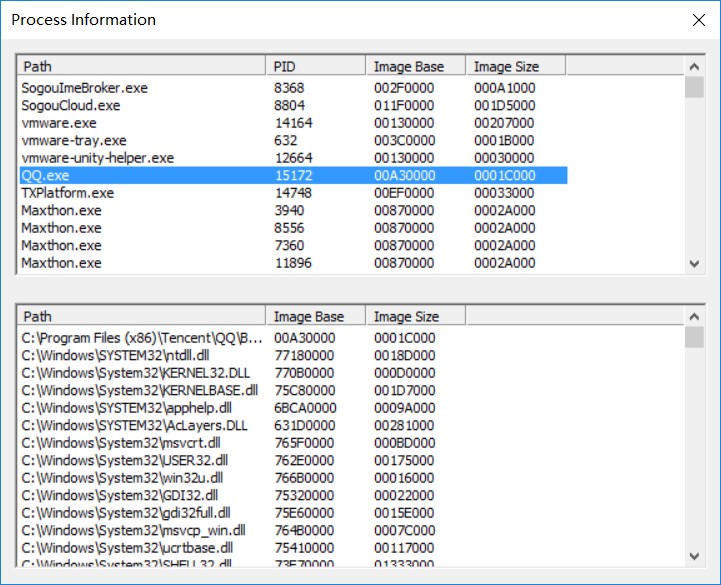 Process Information
Path PID Image Base Image Size
SogouImeBroker.exe 8368 002F0000 000A1000
SogouCloud.exe 8804 011F0000 001D5000
vmware.exe 14164 00130000 00207000
vmware-tray.exe 632 003C0000 0001B000
vmware-unity-helper.exe 12664 00130000 00030000
QQ.exe 15172 00A30000 0001C000
TXPlatform.exe 14748 00EF0000 00033000
Maxthon.exe 3940 00870000 0002A000
Maxthon.exe 8556 00870000 0002A000
Maxthon.exe 7360 00870000 0002A000
Maxthon.exe 11896 00870000 0002A000
Path Image Base Image Size
C:\Program Files (x86)\Tencent\QQ\B... 00A30000 0001C000
C:\Windows\SYSTEM32\ntdll.dll 77180000 0018D000
C:\Windows\System32\KERNEL32.DLL 770B0000 000D0000
C:\Windows\System32\KERNELBASE.dll 75C80000 001D7000
C:\Windows\SYSTEM32\apphelp.dll 6BCA0000 0009A000
C:\Windows\SYSTEM32\AcLayers.DLL 631D0000 00281000
C:\Windows\System32\msvcrt.dll 765F0000 000BD000
C:\Windows\System32\USER32.dll 762E0000 00175000
C:\Windows\System32\win32u.dll 766B0000 00016000
C:\Windows\System32\GDI32.dll 75320000 00022000
C:\Windows\System32\gdi32full.dll 75E60000 0015E000
C:\Windows\System32\msvcp_win.dll 764B0000 0007C000
C:\Windows\System32\ucrtbase.dll 75410000 00117000
C:\Windows\System32\SHELL32.dll 73E70000 01333000